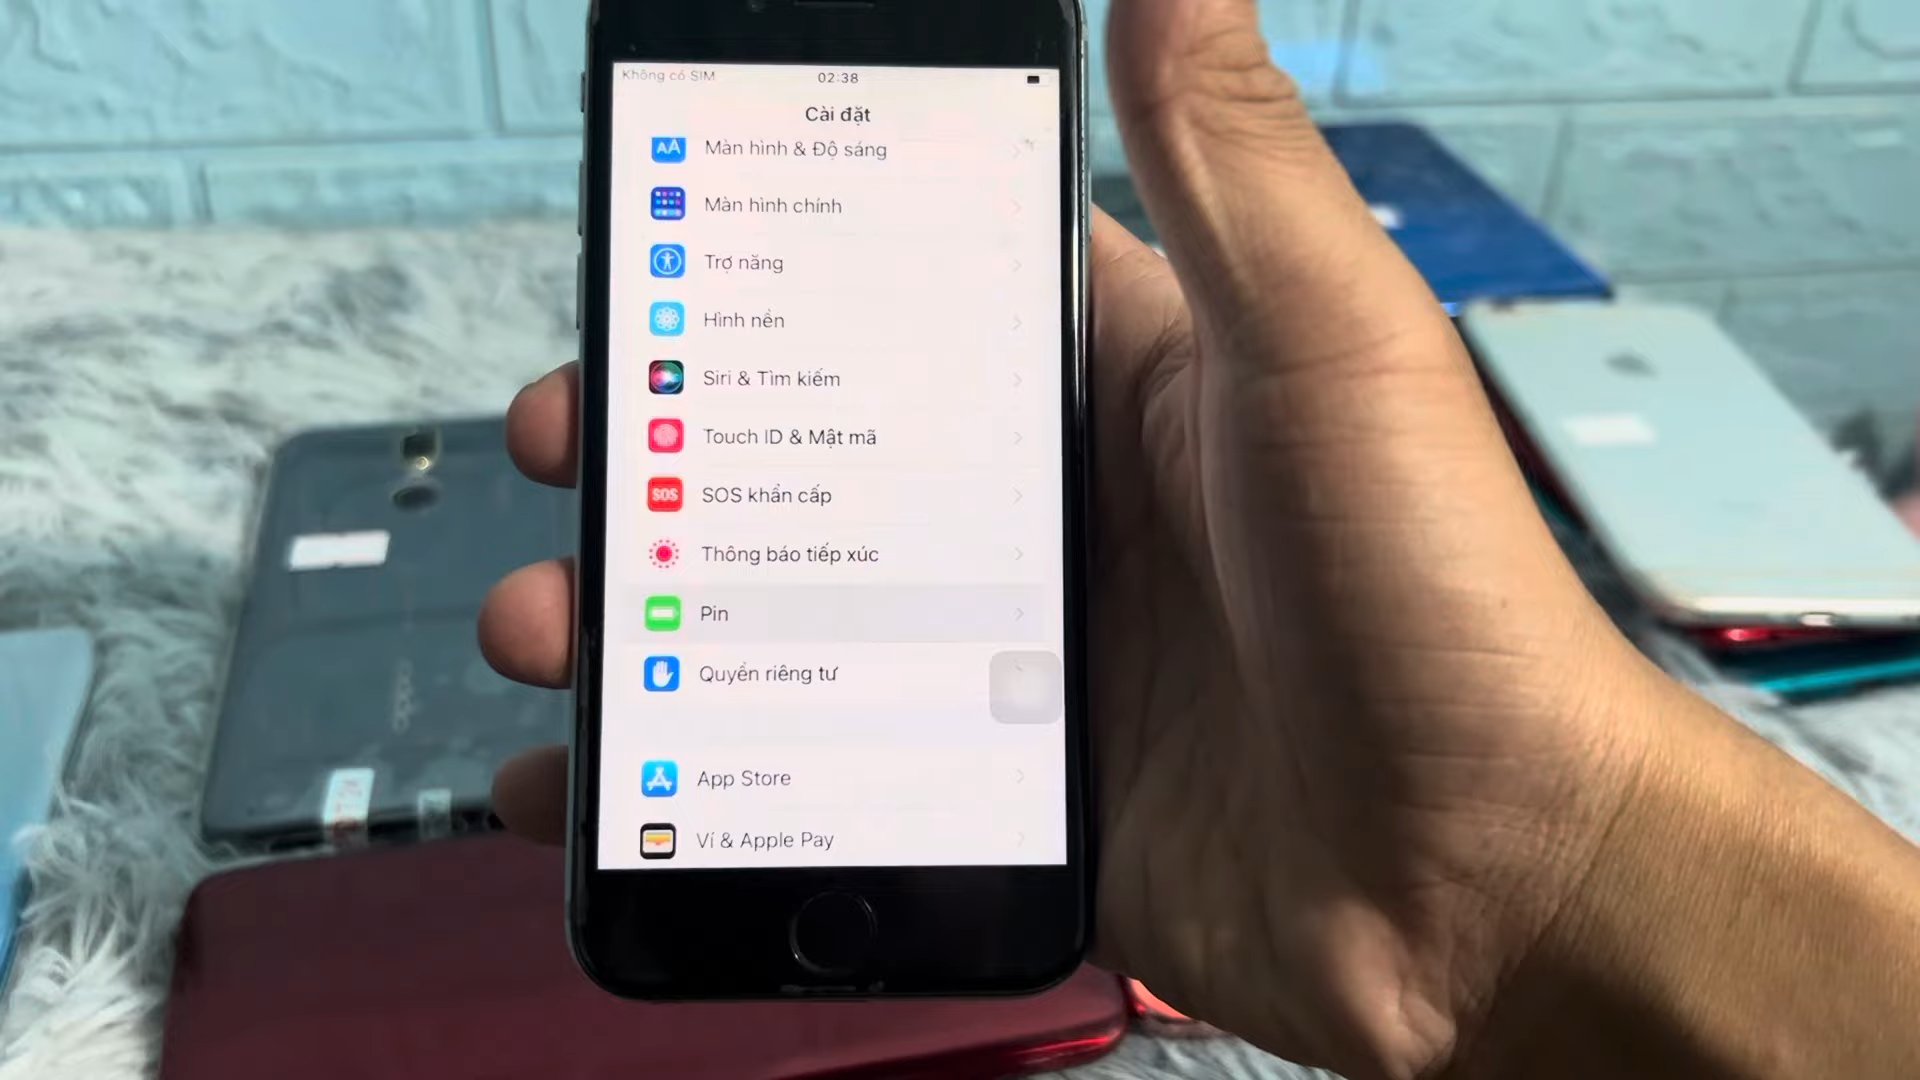 Không có SIM 02:38
Cài đặt
AA Màn hình & Độ sáng
Màn hình chính
Trợ năng
Hình nền
Siri & Tìm kiếm
Touch ID & Mật mã
SOS SOS khẩn cấp
Thông báo tiếp xúc
Pin
Quyền riêng tư
App Store
Ví & Apple Pay
oppo